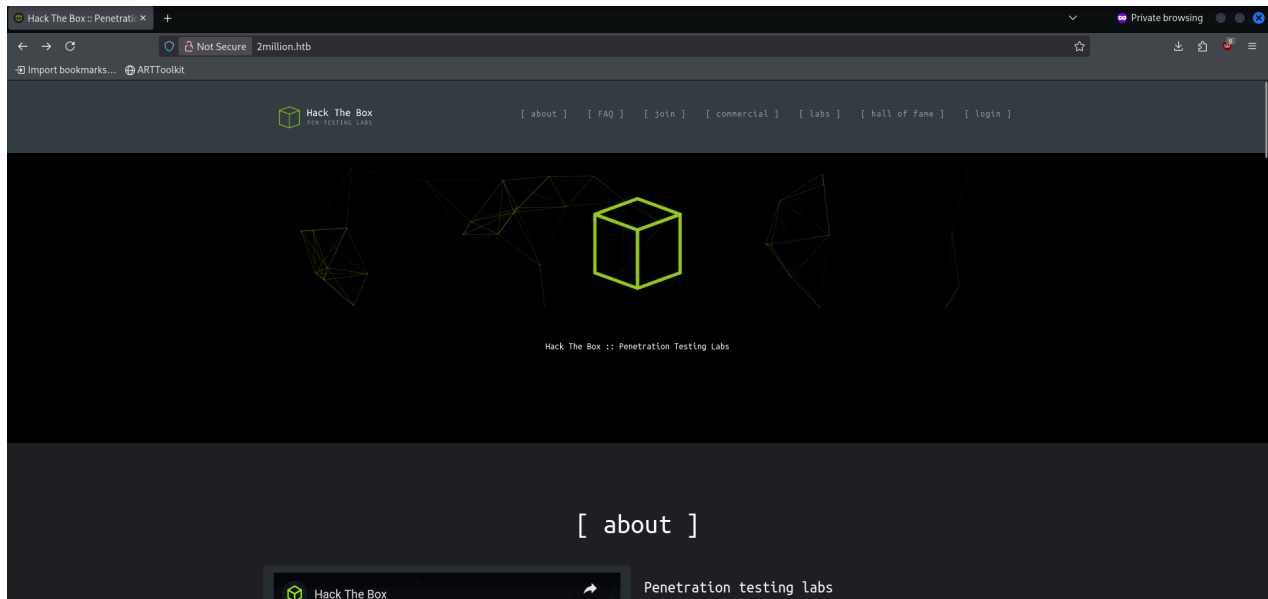 Hack The Box :: Penetratio
Private browsing
Not Secure 2million.htb
8
Import bookmarks... ARTToolkit
Hack The Box
PEN-TESTING LABS
[ about ] [ FAQ ] [ join ] [ commercial ] [ labs ] [ hall of fame ] [ login ]
Hack The Box :: Penetration Testing Labs
[ about ]
Hack The Box
Penetration testing labs